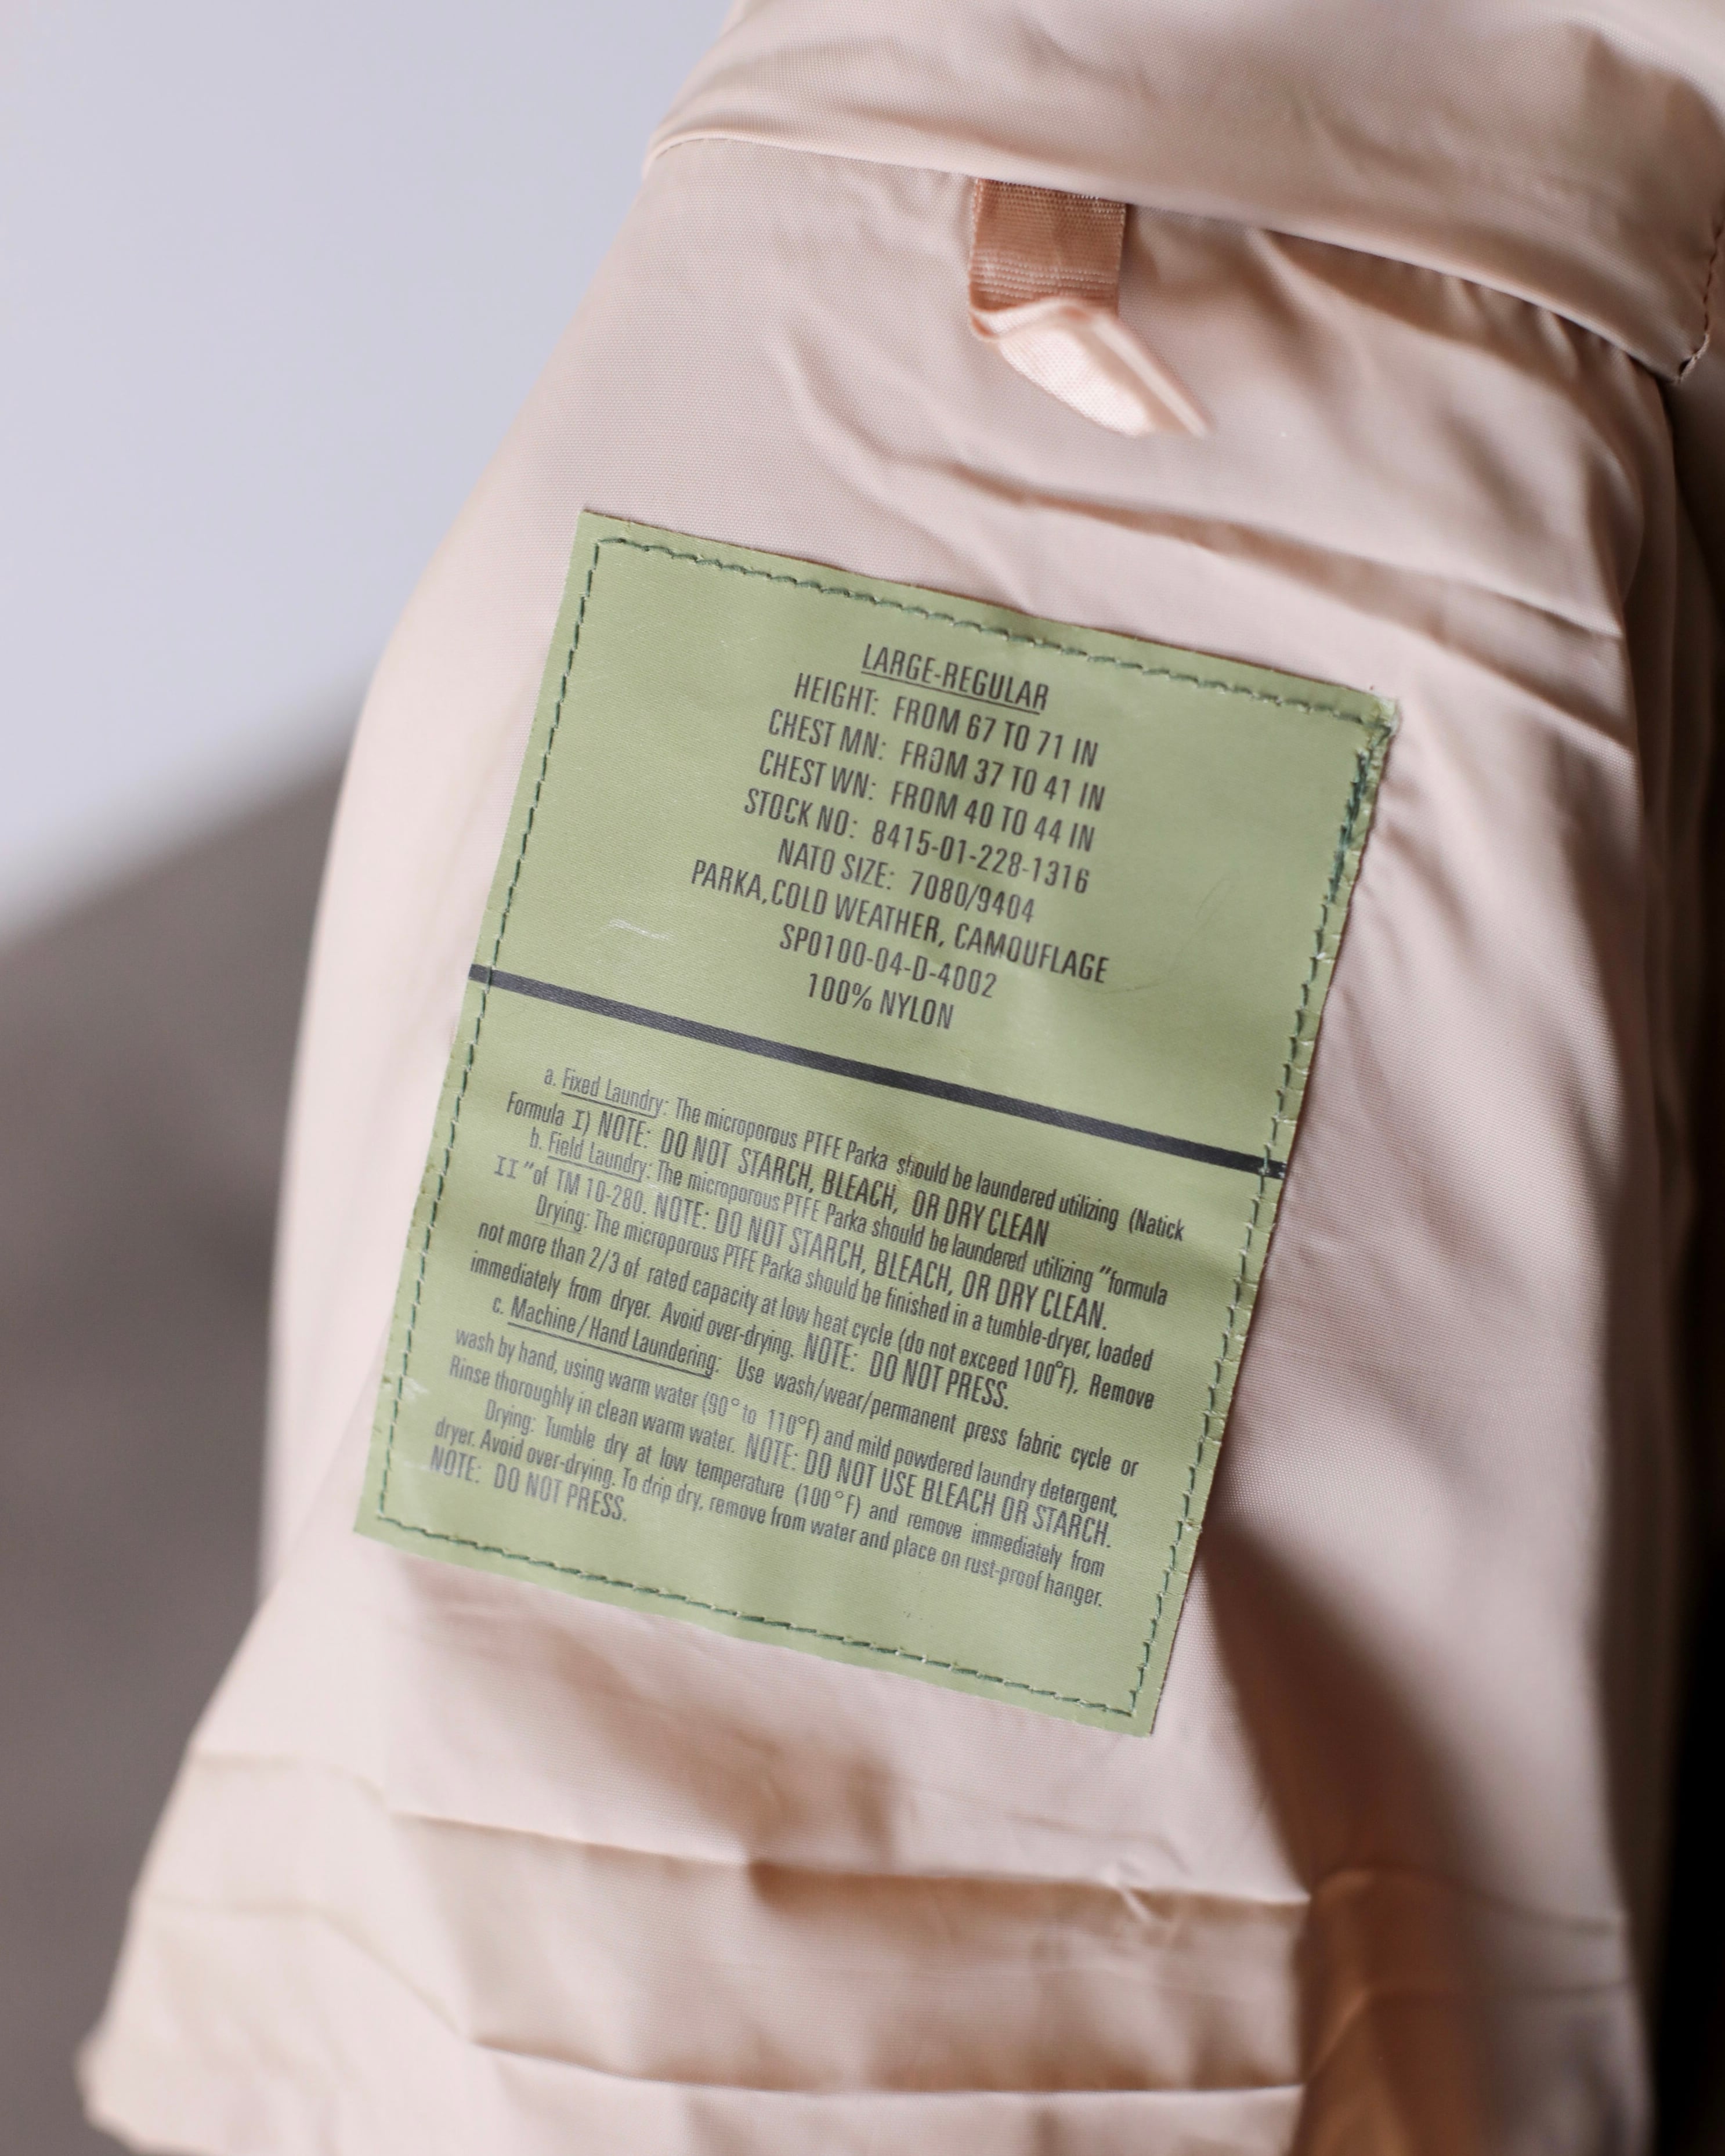 LARGE-REGULAR
HEIGHT: FROM 67 TO 71 IN
CHEST MN: FROM 37 TO 41 IN
CHEST WN: FROM 40 TO 44 IN
STOCK NO: 8415-01-228-1316
NATO SIZE: 7080/9404
PARKA, COLD WEATHER, CAMOUFLAGE
SPO100-04-D-4002
100% NYLON
a. Fixed Laundry: The microporous PTFE Parka should be laundered utilizing (Natick
Formula I) NOTE: DO NOT STARCH, BLEACH, OR DRY CLEAN
b. Field Laundry: The microporous PTFE Parka should be laundered utilizing "formula
II" of TM 10-280. NOTE: DO NOT STARCH, BLEACH, OR DRY CLEAN.
Drying: The microporous PTFE Parka should be finished in a tumble-dryer, loaded
not more than 2/3 of rated capacity at low heat cycle (do not exceed 100°F). Remove
immediately from dryer. Avoid over-drying. NOTE: DO NOT PRESS.
c. Machine/Hand Laundering: Use wash/wear/permanent press fabric cycle or
wash by hand, using warm water (90° to 110°F) and mild powdered laundry detergent,
Rinse thoroughly in clean warm water. NOTE: DO NOT USE BLEACH OR STARCH.
Drying: Tumble dry at low temperature (100°F) and remove immediately from
dryer. Avoid over-drying. To drip dry, remove from water and place on rust-proof hanger.
NOTE: DO NOT PRESS.